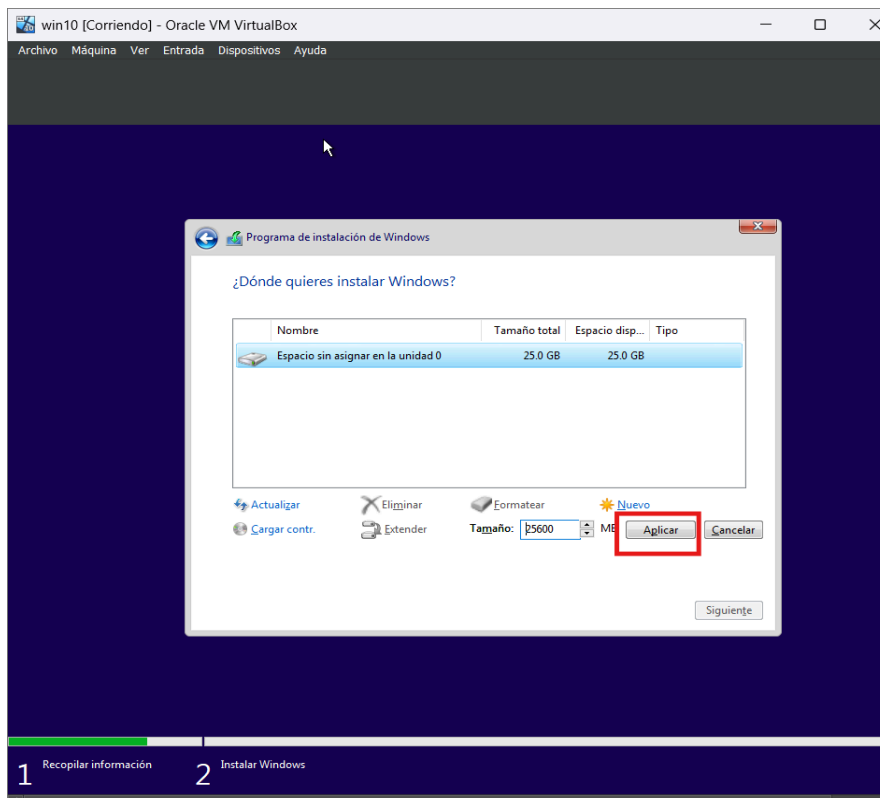 win10 [Corriendo] - Oracle VM VirtualBox
Archivo Máquina Ver Entrada Dispositivos Ayuda
Programa de instalación de Windows
¿Dónde quieres instalar Windows?
Nombre Tamaño total Espacio disp... Tipo
Espacio sin asignar en la unidad 0 25.0 GB 25.0 GB
Actualizar Eliminar Formatear Nuevo
Cargar contr. Extender Tamaño: 25600 MB Aplicar Cancelar
Siguiente
1 Recopilar información 2 Instalar Windows